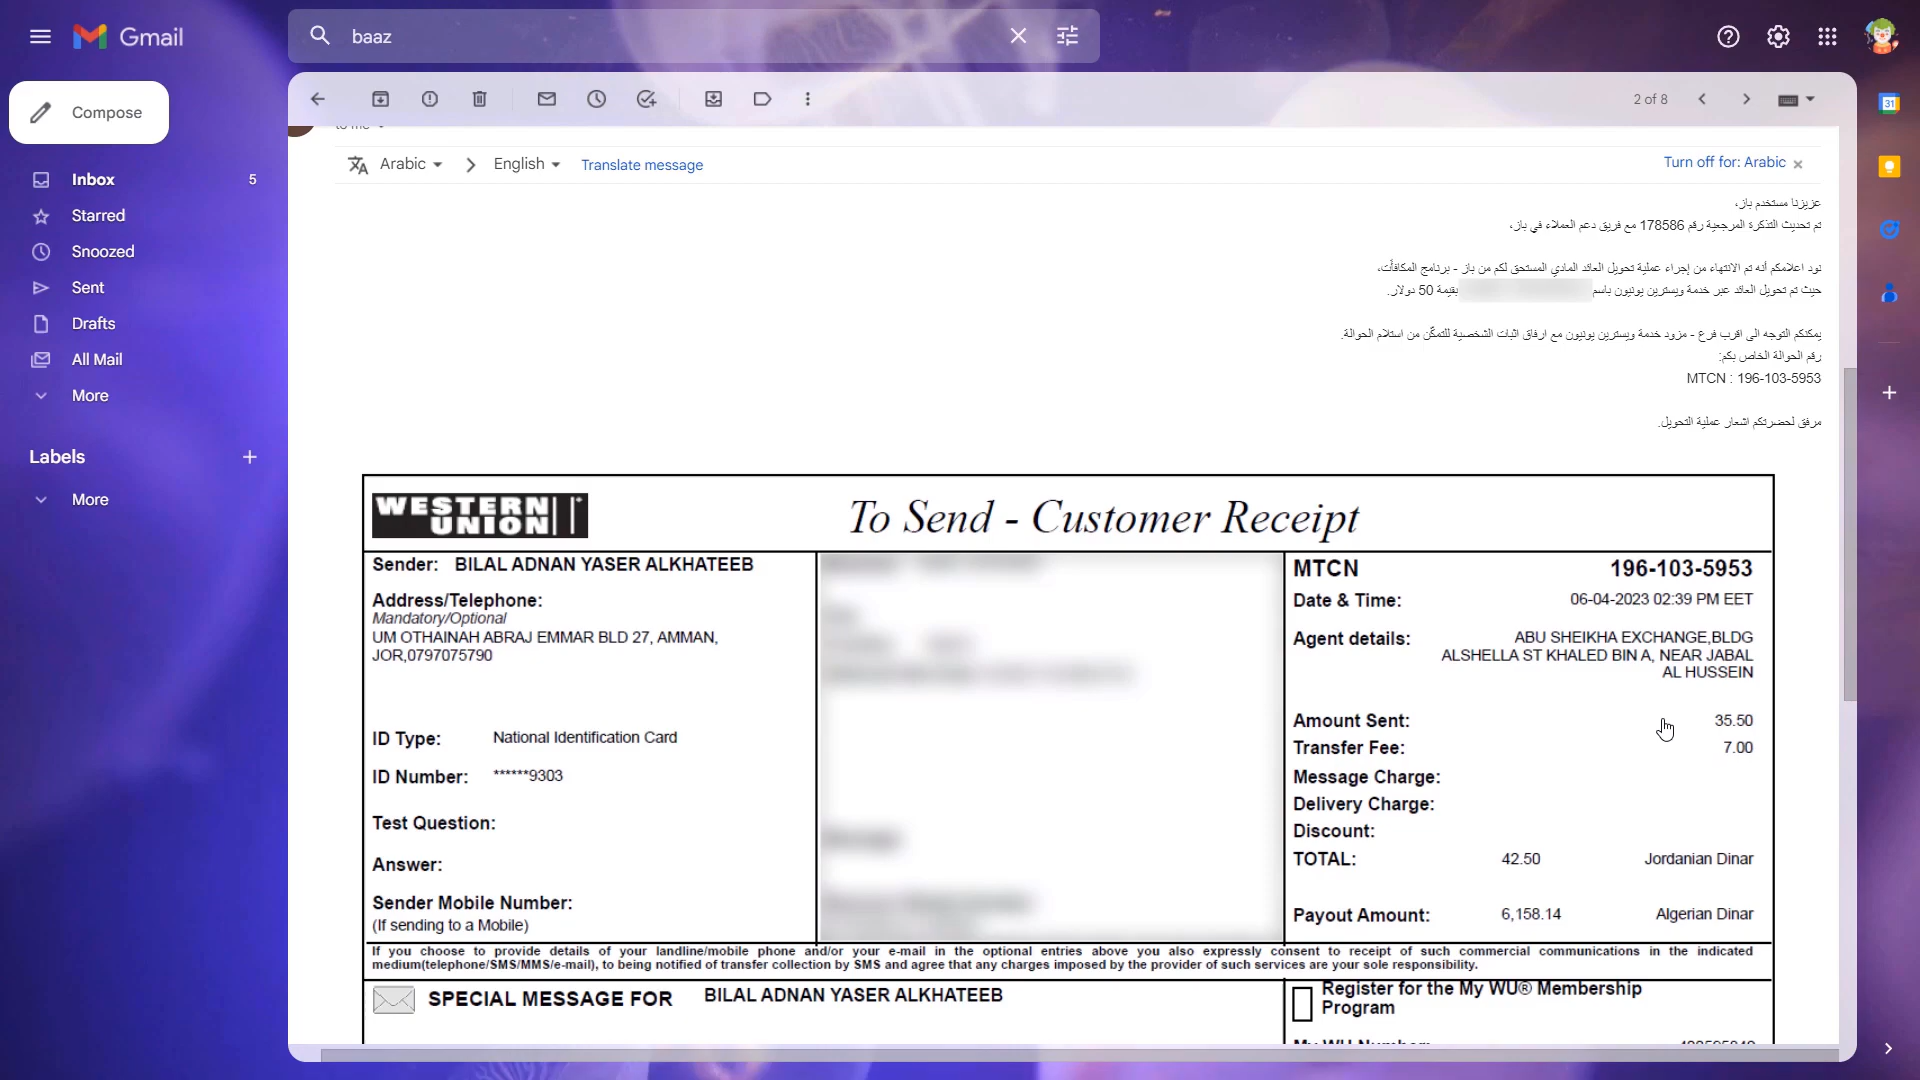 Gmail
baaz
Compose
2 of 8
Inbox 5
Starred
Snoozed
Sent
Drafts
All Mail
More
Labels
More
Arabic
English
Translate message
Turn off for: Arabic
عزيزنا مستخدم باز،
تم تحديث التذكرة المرجعية رقم 178586 مع فريق دعم العملاء في باز،
نود اعلامكم أنه تم الانتهاء من إجراء عملية تحويل العائد المادي المستحق لكم من باز - برنامج المكافآت،
حيث تم تحويل العائد عبر خدمة ويسترين يونيون باسم بقيمة 50 دولار.
يمكنكم التوجه الى اقرب فرع - مزود خدمة ويسترين يونيون مع ارفاق اثبات الشخصية للتمكّن من استلام الحوالة.
رقم الحوالة الخاص بكم:
MTCN : 196-103-5953
مرفق لحضرتكم اشعار عملية التحويل.
WESTERN
UNION
To Send - Customer Receipt
Sender: BILAL ADNAN YASER ALKHATEEB
Address/Telephone:
Mandatory/Optional
UM OTHAINAH ABRAJ EMMAR BLD 27, AMMAN,
JOR,0797075790
ID Type: National Identification Card
ID Number: ******9303
Test Question:
Answer:
Sender Mobile Number:
(If sending to a Mobile)
MTCN 196-103-5953
Date & Time: 06-04-2023 02:39 PM EET
Agent details: ABU SHEIKHA EXCHANGE,BLDG
ALSHELLA ST KHALED BIN A, NEAR JABAL
AL HUSSEIN
Amount Sent: 35.50
Transfer Fee: 7.00
Message Charge:
Delivery Charge:
Discount:
TOTAL: 42.50 Jordanian Dinar
Payout Amount: 6,158.14 Algerian Dinar
If you choose to provide details of your landline/mobile phone and/or your e-mail in the optional entries above you also expressly consent to receipt of such commercial communications in the indicated
medium(telephone/SMS/MMS/e-mail), to being notified of transfer collection by SMS and agree that any charges imposed by the provider of such services are your sole responsibility.
SPECIAL MESSAGE FOR BILAL ADNAN YASER ALKHATEEB
Register for the My WU® Membership
Program
31